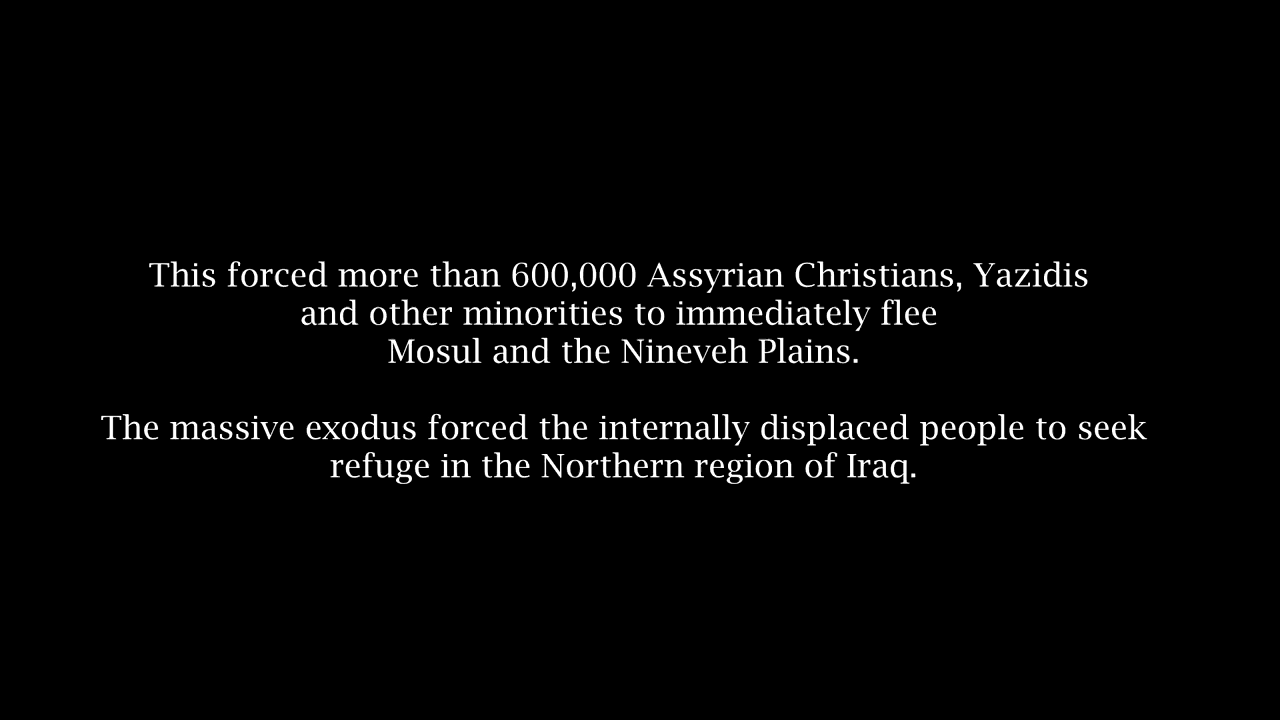 This forced more than 600,000 Assyrian Christians, Yazidis
and other minorities to immediately flee
Mosul and the Nineveh Plains.
The massive exodus forced the internally displaced people to seek
refuge in the Northern region of Iraq.